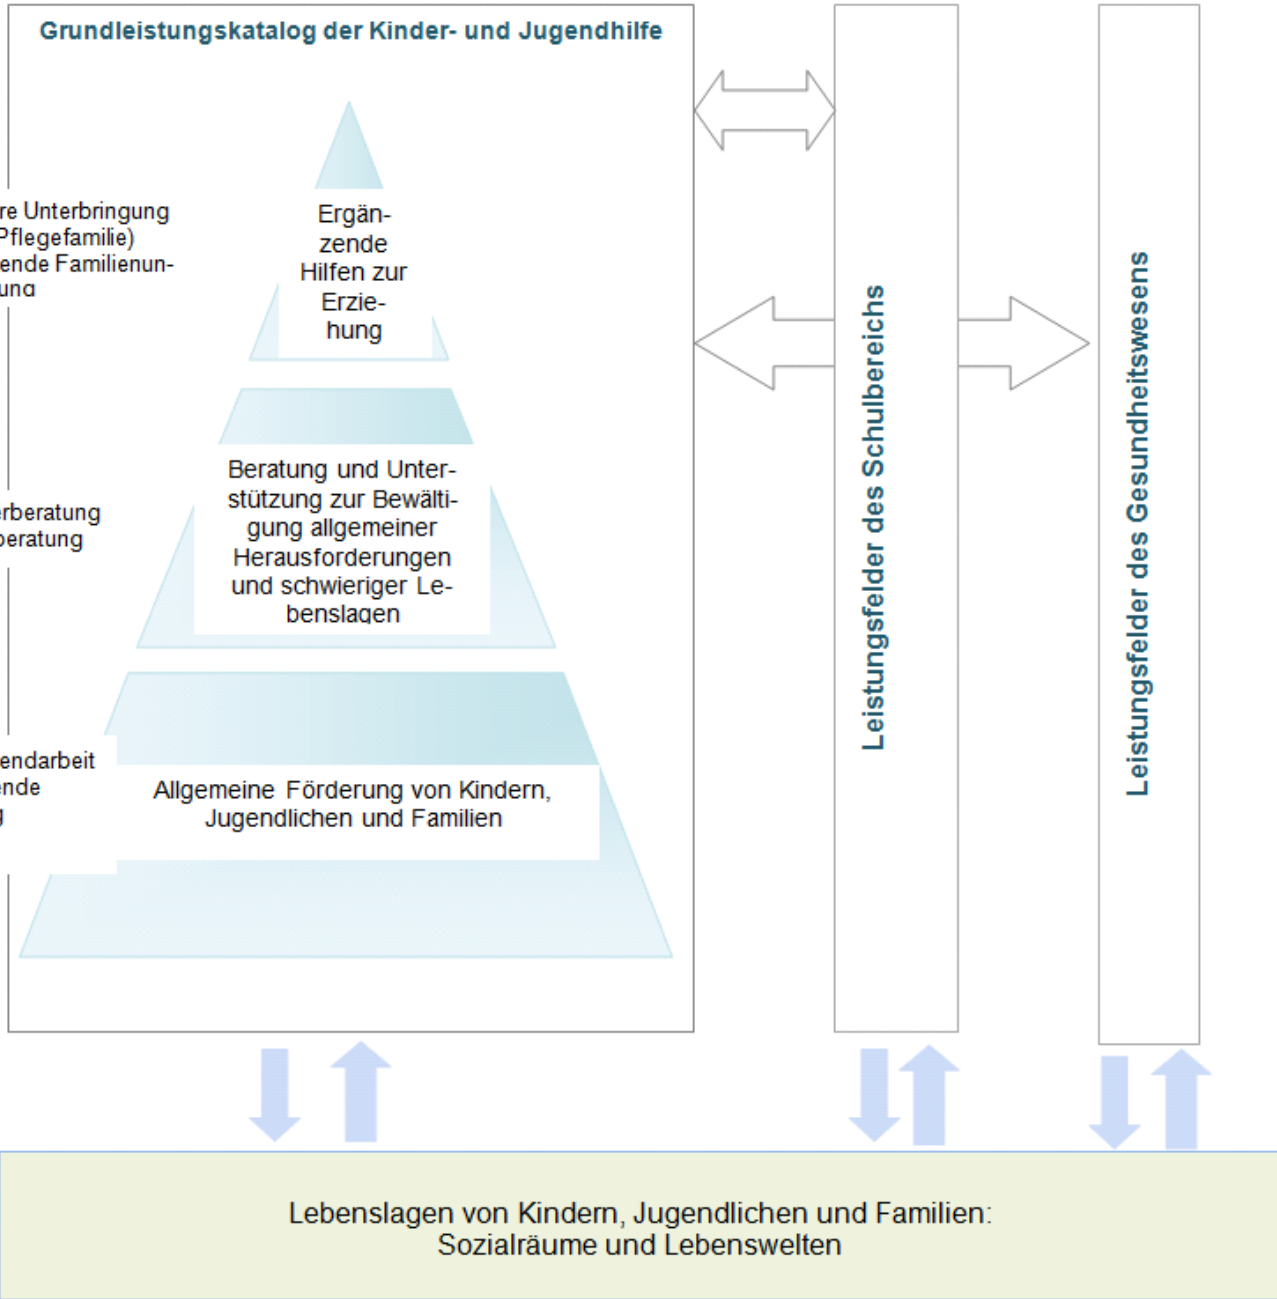 Grundleistungskatalog der Kinder- und Jugendhilfe
re Unterbringung
Pflegefamilie)
ende Familienun-
ung
Ergän-
zende
Hilfen zur
Erzie-
hung
erberatung
beratung
Beratung und Unter-
stützung zur Bewälti-
gung allgemeiner
Herausforderungen
und schwieriger Le-
benslagen
endarbeit
ende
g
Allgemeine Förderung von Kindern,
Jugendlichen und Familien
Leistungsfelder des Schulbereichs
Leistungsfelder des Gesundheitswesens
Lebenslagen von Kindern, Jugendlichen und Familien:
Sozialräume und Lebenswelten